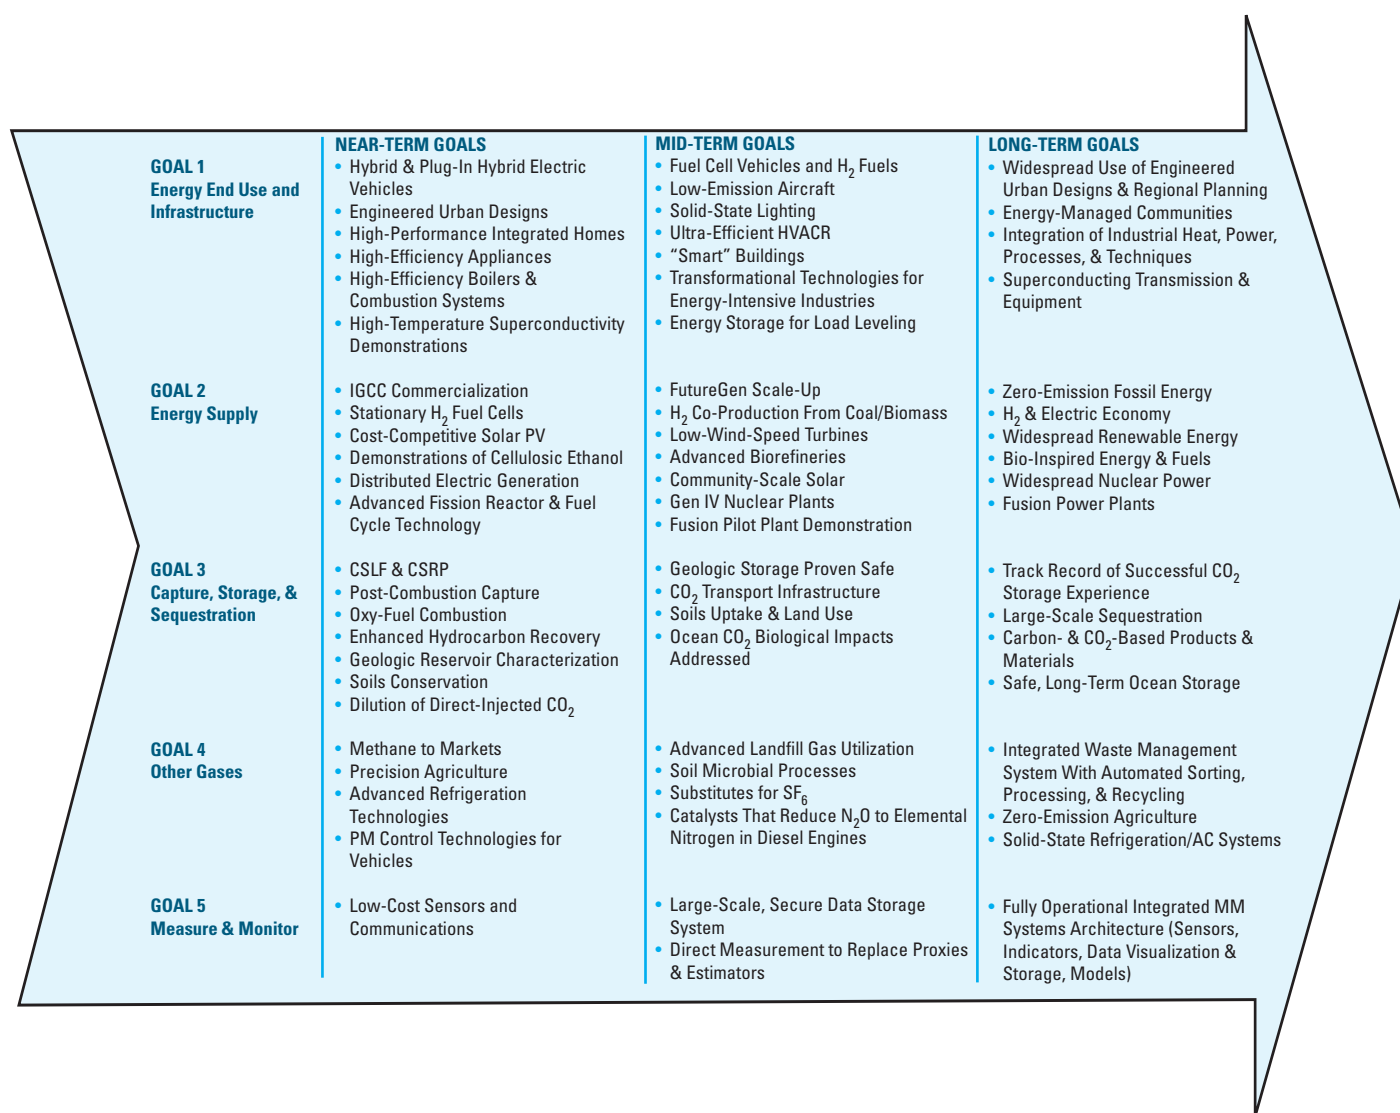 NEAR-TERM GOALS
MID-TERM GOALS
LONG-TERM GOALS
GOAL 1
Energy End Use and
Infrastructure
• Hybrid & Plug-In Hybrid Electric
Vehicles
• Engineered Urban Designs
• High-Performance Integrated Homes
• High-Efficiency Appliances
• High-Efficiency Boilers &
Combustion Systems
• High-Temperature Superconductivity
Demonstrations
• Fuel Cell Vehicles and H₂ Fuels
• Low-Emission Aircraft
• Solid-State Lighting
• Ultra-Efficient HVACR
• “Smart” Buildings
• Transformational Technologies for
Energy-Intensive Industries
• Energy Storage for Load Leveling
• Widespread Use of Engineered
Urban Designs & Regional Planning
• Energy-Managed Communities
• Integration of Industrial Heat, Power,
Processes, & Techniques
• Superconducting Transmission &
Equipment
GOAL 2
Energy Supply
• IGCC Commercialization
• Stationary H₂ Fuel Cells
• Cost-Competitive Solar PV
• Demonstrations of Cellulosic Ethanol
• Distributed Electric Generation
• Advanced Fission Reactor & Fuel
Cycle Technology
• FutureGen Scale-Up
• H₂ Co-Production From Coal/Biomass
• Low-Wind-Speed Turbines
• Advanced Biorefineries
• Community-Scale Solar
• Gen IV Nuclear Plants
• Fusion Pilot Plant Demonstration
• Zero-Emission Fossil Energy
• H₂ & Electric Economy
• Widespread Renewable Energy
• Bio-Inspired Energy & Fuels
• Widespread Nuclear Power
• Fusion Power Plants
GOAL 3
Capture, Storage, &
Sequestration
• CSLF & CSRP
• Post-Combustion Capture
• Oxy-Fuel Combustion
• Enhanced Hydrocarbon Recovery
• Geologic Reservoir Characterization
• Soils Conservation
• Dilution of Direct-Injected CO₂
• Geologic Storage Proven Safe
• CO₂ Transport Infrastructure
• Soils Uptake & Land Use
• Ocean CO₂ Biological Impacts
Addressed
• Track Record of Successful CO₂
Storage Experience
• Large-Scale Sequestration
• Carbon- & CO₂-Based Products &
Materials
• Safe, Long-Term Ocean Storage
GOAL 4
Other Gases
• Methane to Markets
• Precision Agriculture
• Advanced Refrigeration
Technologies
• PM Control Technologies for
Vehicles
• Advanced Landfill Gas Utilization
• Soil Microbial Processes
• Substitutes for SF₆
• Catalysts That Reduce N₂O to Elemental
Nitrogen in Diesel Engines
• Integrated Waste Management
System With Automated Sorting,
Processing, & Recycling
• Zero-Emission Agriculture
• Solid-State Refrigeration/AC Systems
GOAL 5
Measure & Monitor
• Low-Cost Sensors and
Communications
• Large-Scale, Secure Data Storage
System
• Direct Measurement to Replace Proxies
& Estimators
• Fully Operational Integrated MM
Systems Architecture (Sensors,
Indicators, Data Visualization &
Storage, Models)